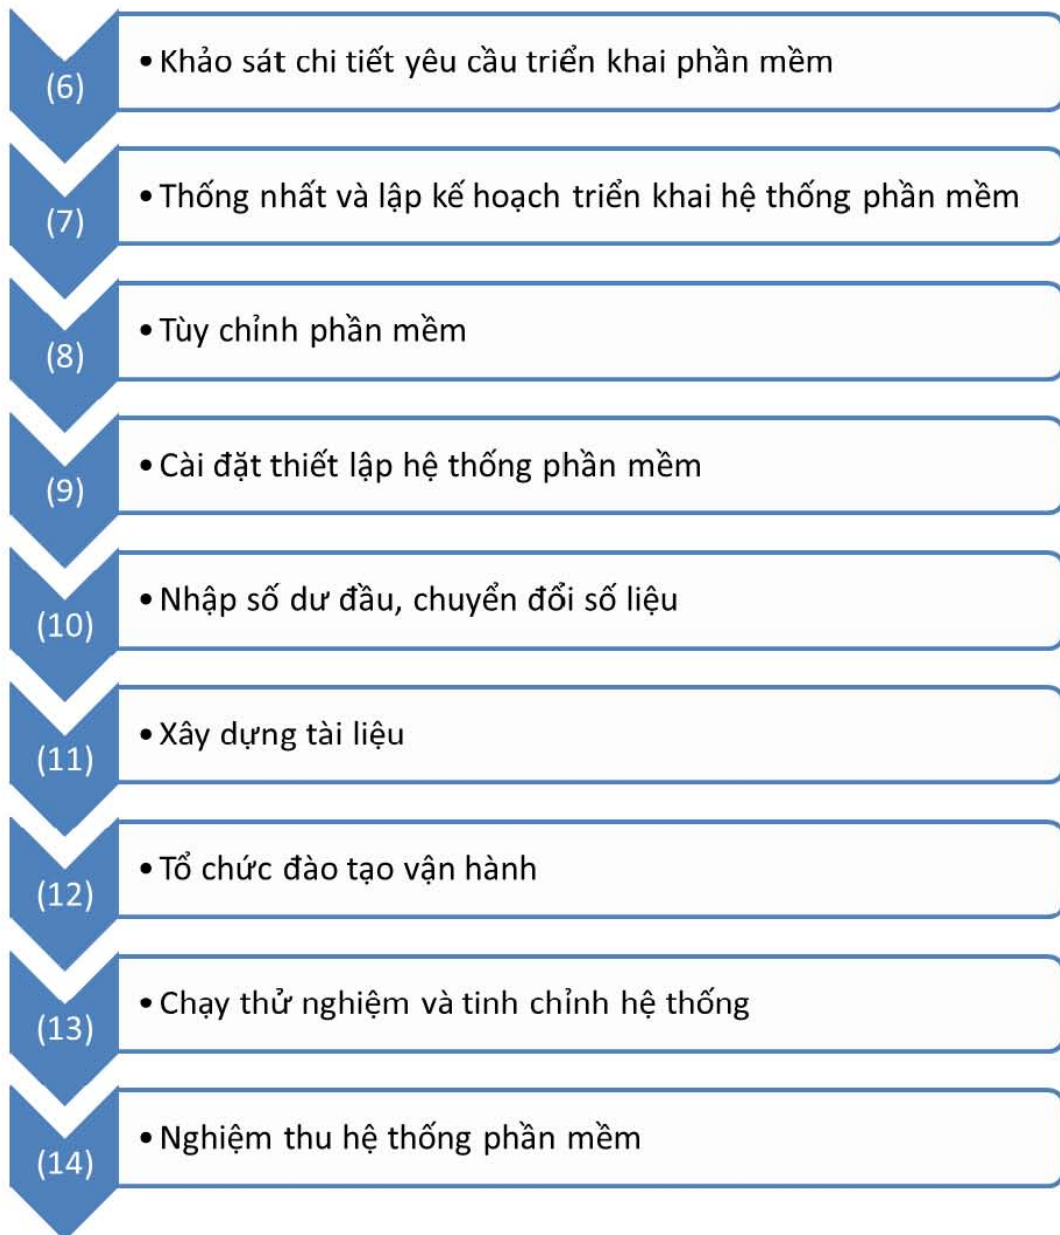 (6)
• Khảo sát chi tiết yêu cầu triển khai phần mềm
(7)
• Thống nhất và lập kế hoạch triển khai hệ thống phần mềm
(8)
• Tùy chỉnh phần mềm
(9)
• Cài đặt thiết lập hệ thống phần mềm
(10)
• Nhập số dư đầu, chuyển đổi số liệu
(11)
• Xây dựng tài liệu
(12)
• Tổ chức đào tạo vận hành
(13)
• Chạy thử nghiệm và tinh chỉnh hệ thống
(14)
• Nghiệm thu hệ thống phần mềm